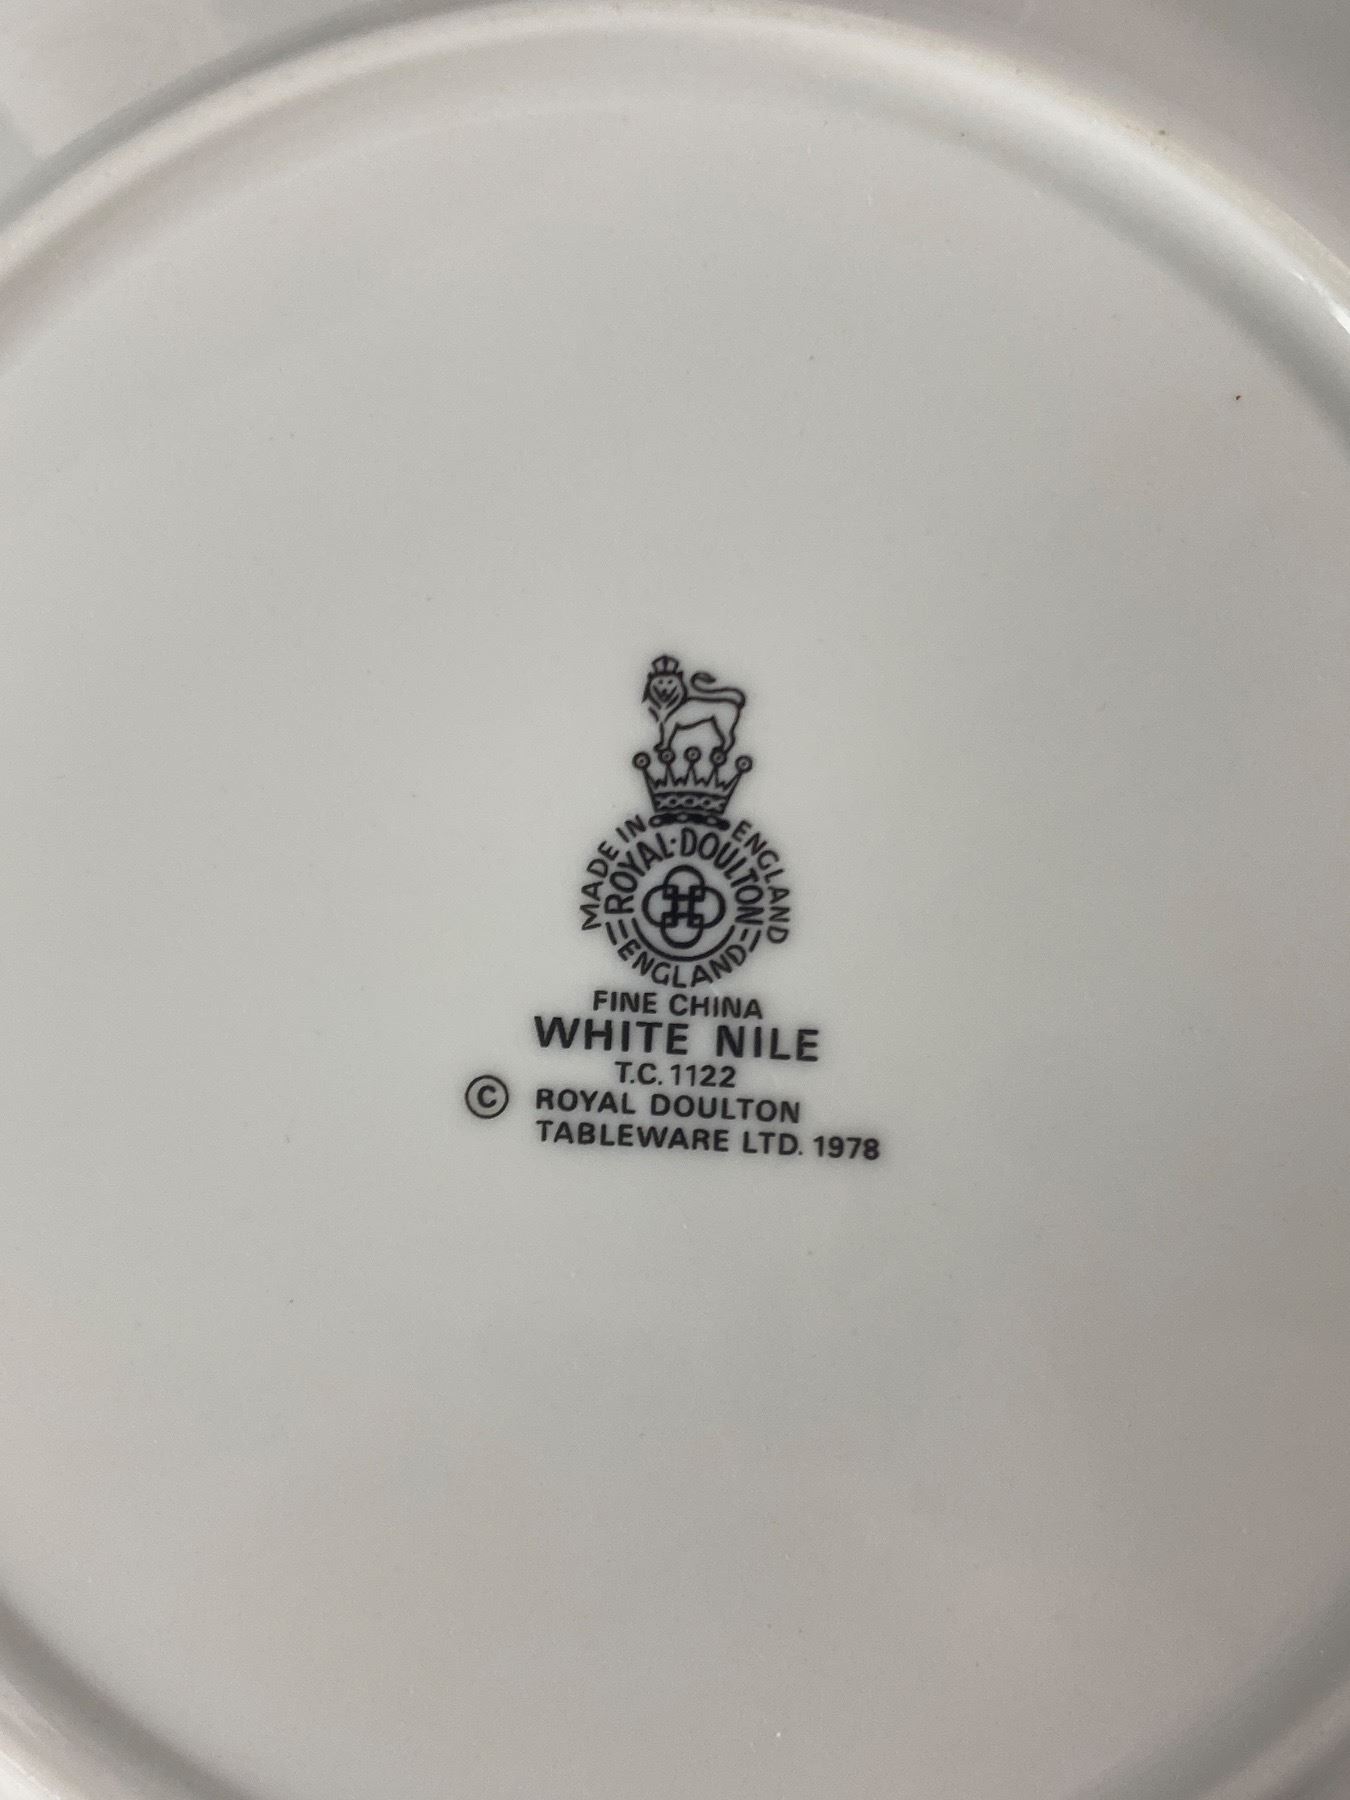 MADE IN ENGLAND
ROYAL·DOULTON
ENGLAND
FINE CHINA
WHITE NILE
T.C. 1122
© ROYAL DOULTON
TABLEWARE LTD. 1978